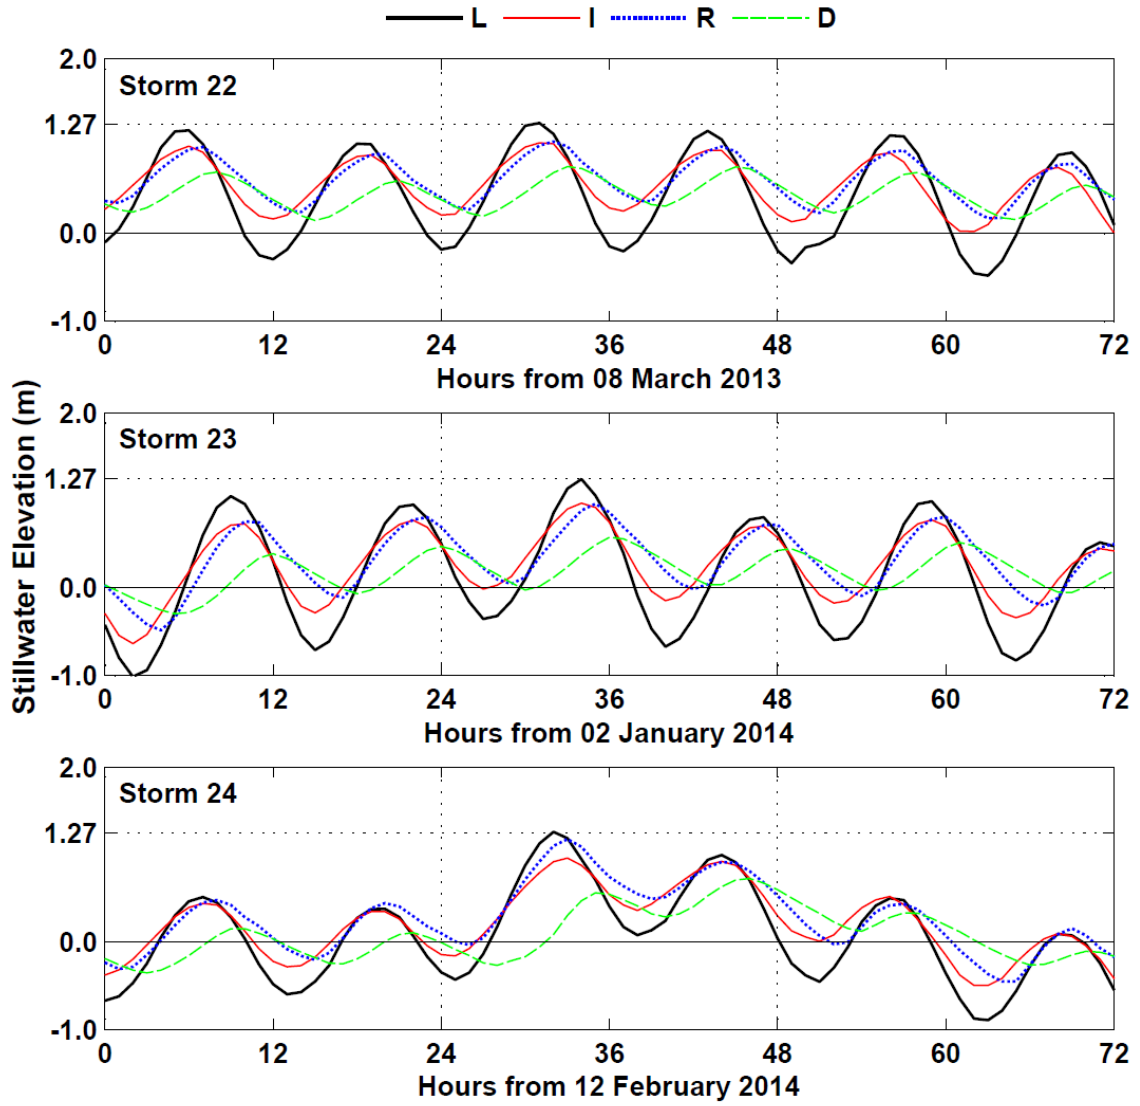 L I R D
2.0
Storm 22
1.27
0.0
-1.0
0 12 24 36 48 60 72
Hours from 08 March 2013
Stillwater Elevation (m)
2.0
Storm 23
1.27
0.0
-1.0
0 12 24 36 48 60 72
Hours from 02 January 2014
2.0
Storm 24
1.27
0.0
-1.0
0 12 24 36 48 60 72
Hours from 12 February 2014